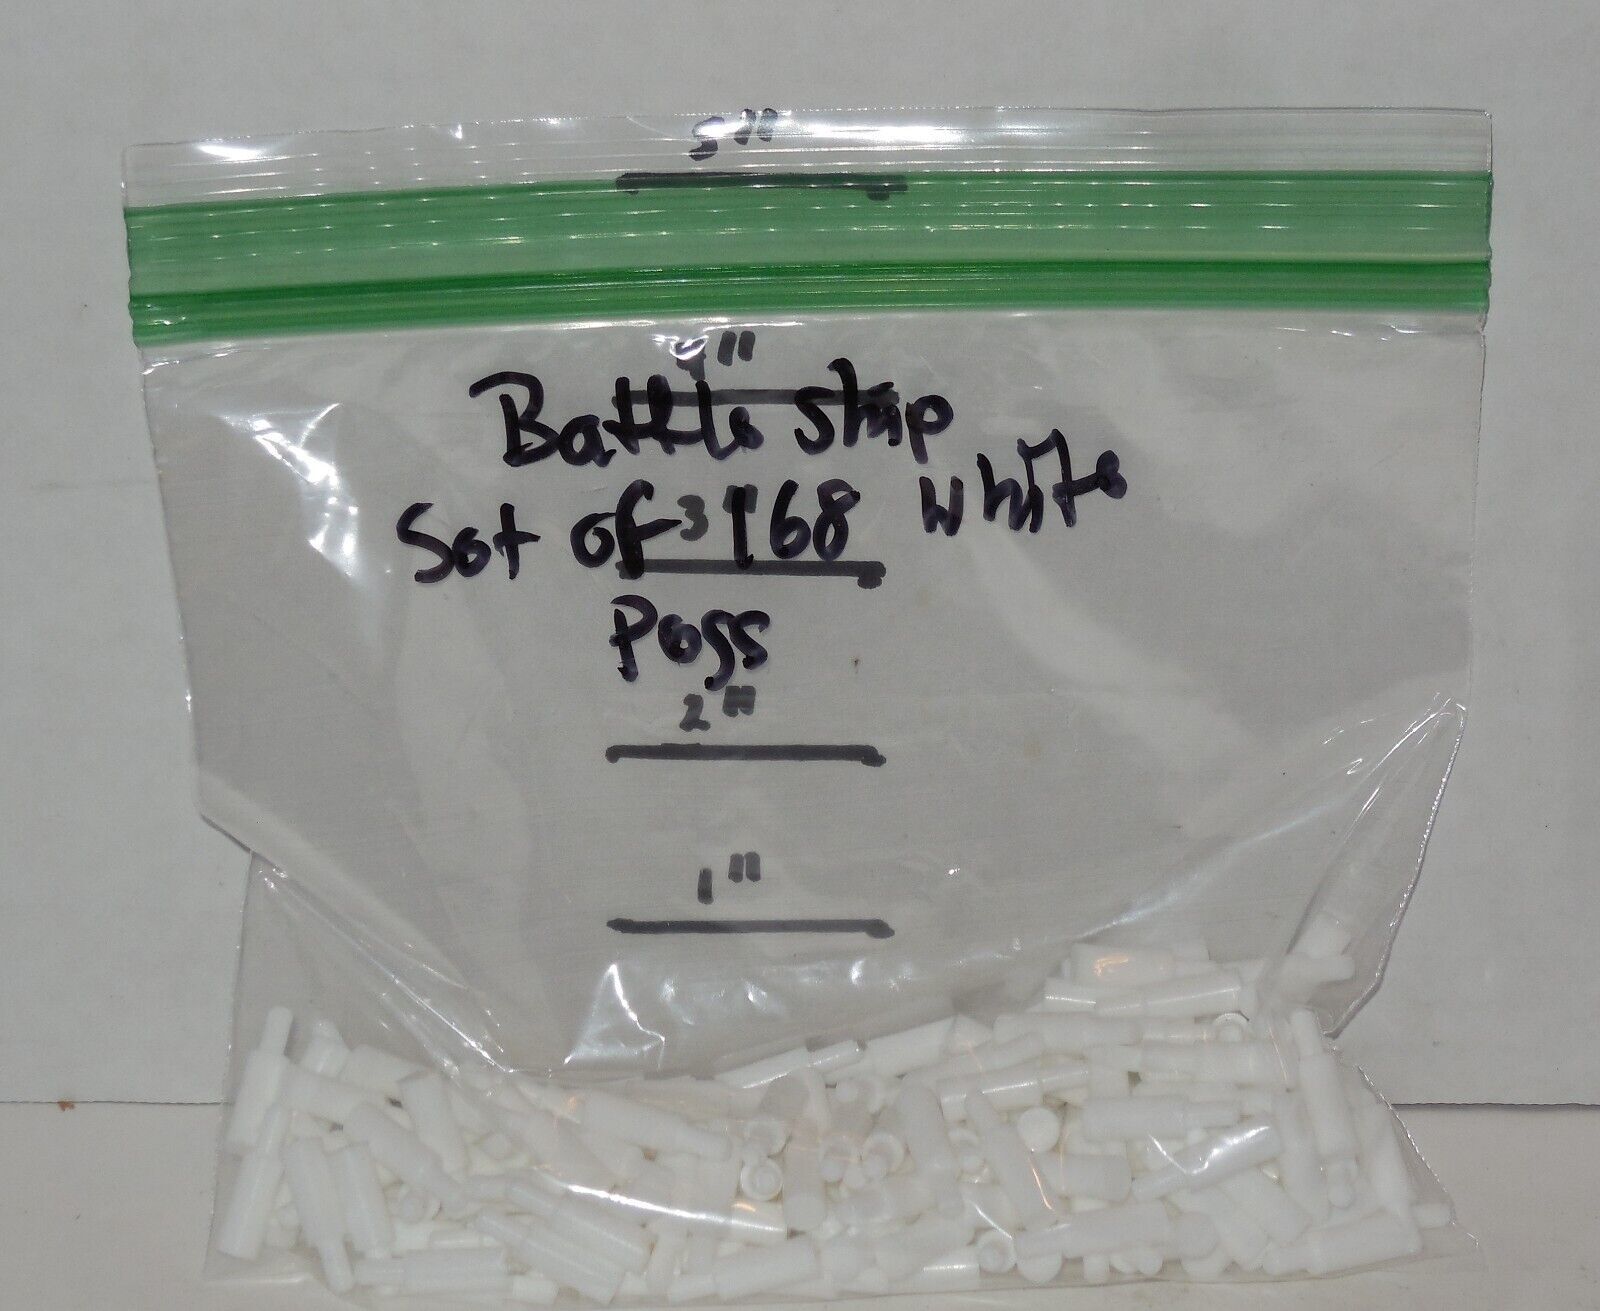 5"
4"
Battle Ship
Set of 168 White
3"
Pegs
2"
1"